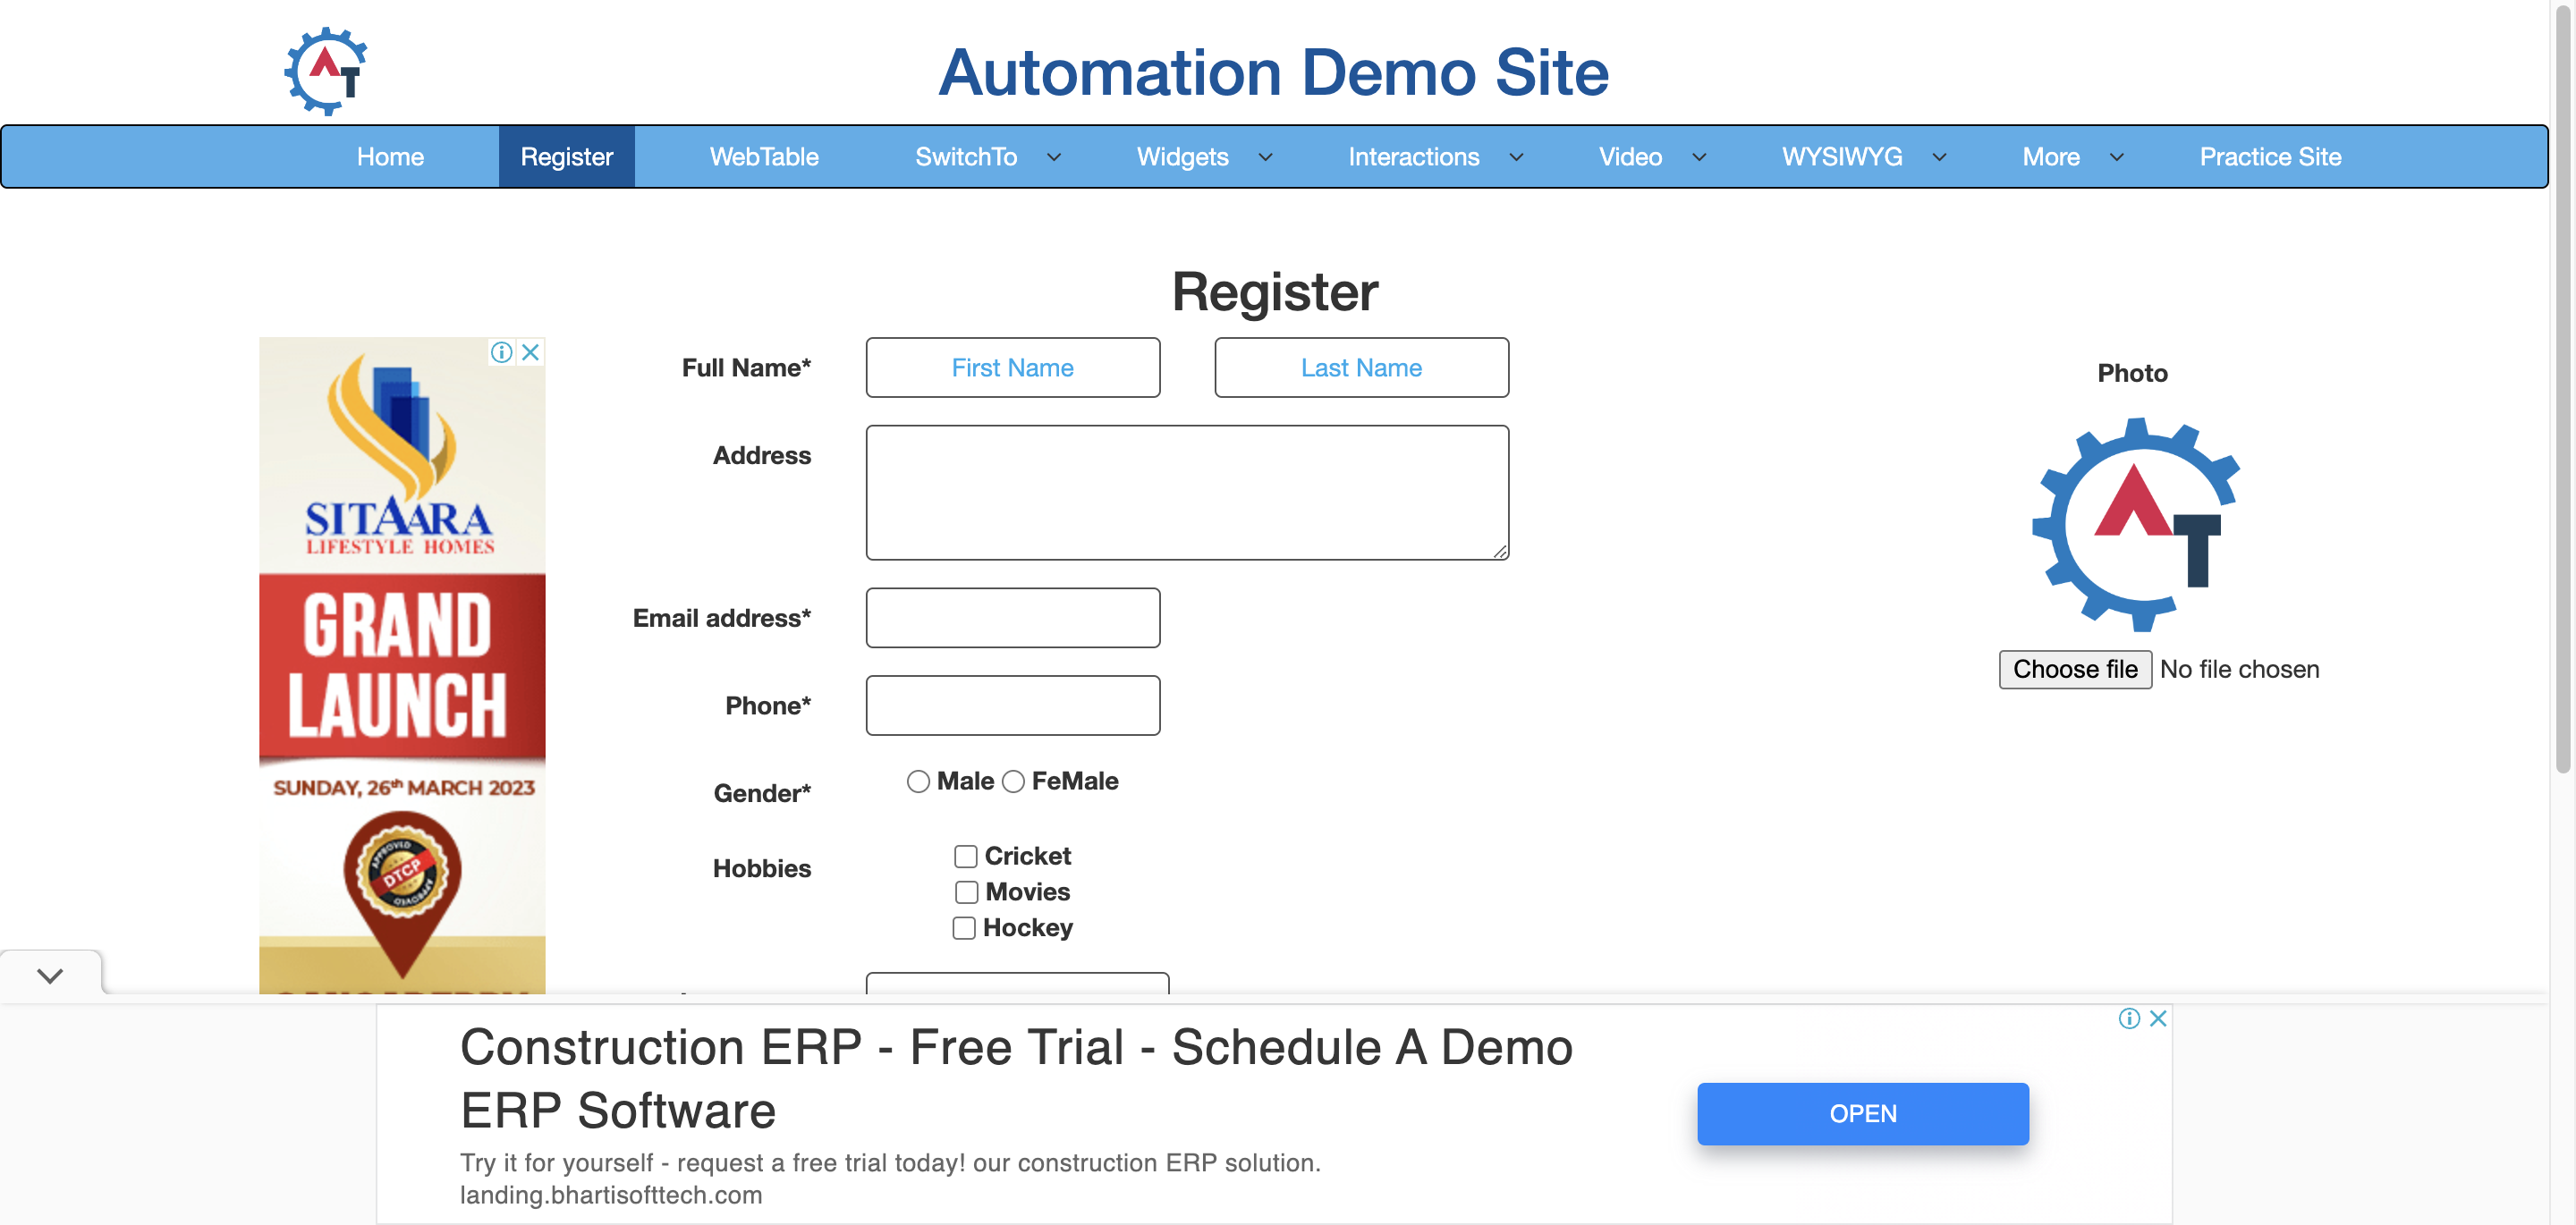 AT
Automation Demo Site
Home Register WebTable SwitchTo Widgets Interactions Video WYSIWYG More Practice Site
Register
Full Name* First Name Last Name
Address
Email address*
Phone*
Gender* Male FeMale
Hobbies Cricket
Movies
Hockey
Photo
AT
Choose file No file chosen
SITAARA
LIFESTYLE HOMES
GRAND
LAUNCH
SUNDAY, 26th MARCH 2023
APPROVED
DTCP
APPROVED
Construction ERP - Free Trial - Schedule A Demo
ERP Software
Try it for yourself - request a free trial today! our construction ERP solution.
landing.bhartisofttech.com
OPEN